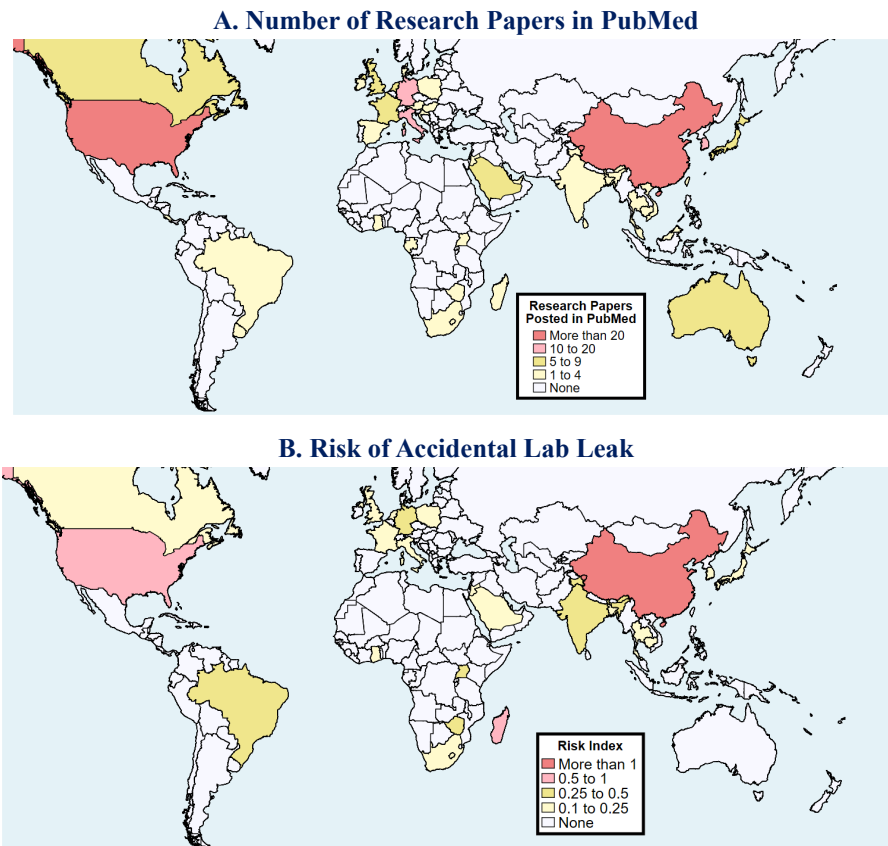 A. Number of Research Papers in PubMed
Research Papers
Posted in PubMed
More than 20
10 to 20
5 to 9
1 to 4
None
B. Risk of Accidental Lab Leak
Risk Index
More than 1
0.5 to 1
0.25 to 0.5
0.1 to 0.25
None